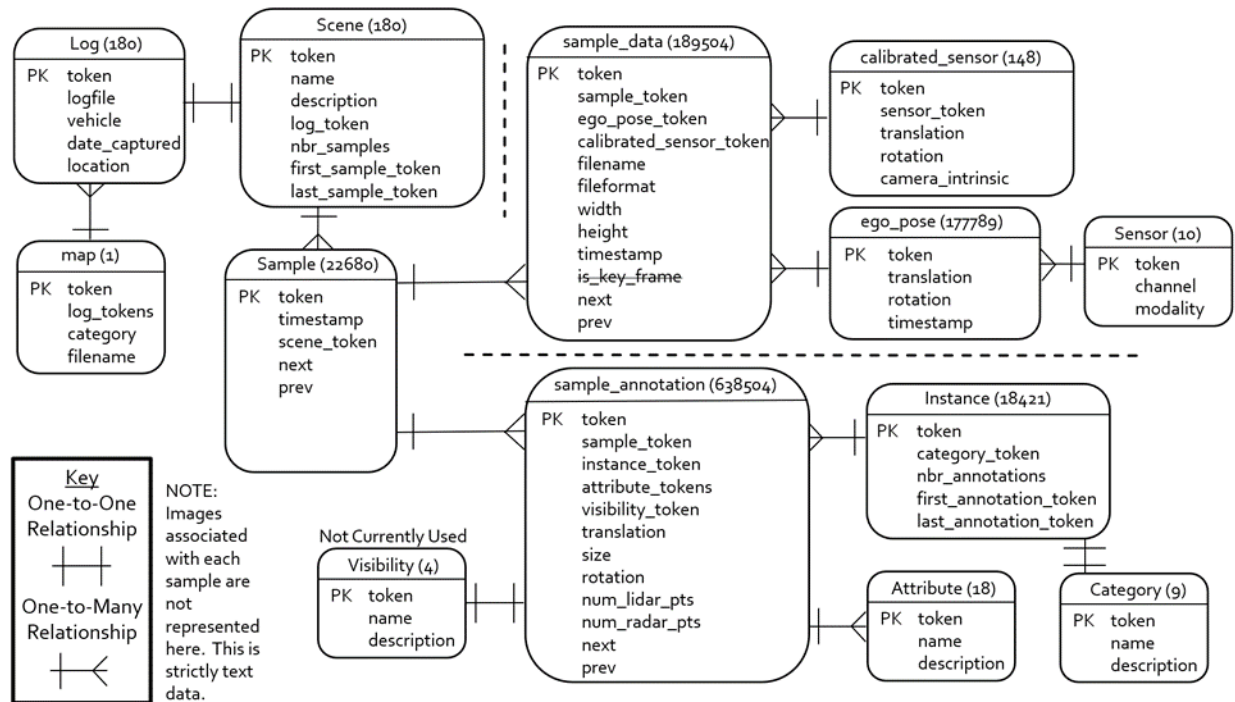 Log (180)
PK token
logfile
vehicle
date_captured
location
Scene (180)
PK token
name
description
log_token
nbr_samples
first_sample_token
last_sample_token
map (1)
PK token
log_tokens
category
filename
Sample (22680)
PK token
timestamp
scene_token
next
prev
sample_data (189504)
PK token
sample_token
ego_pose_token
calibrated_sensor_token
filename
fileformat
width
height
timestamp
is_key_frame
next
prev
calibrated_sensor (148)
PK token
sensor_token
translation
rotation
camera_intrinsic
ego_pose (177789)
PK token
translation
rotation
timestamp
Sensor (10)
PK token
channel
modality
sample_annotation (638504)
PK token
sample_token
instance_token
attribute_tokens
visibility_token
translation
size
rotation
num_lidar_pts
num_radar_pts
next
prev
Instance (18421)
PK token
category_token
nbr_annotations
first_annotation_token
last_annotation_token
Not Currently Used
Visibility (4)
PK token
name
description
Attribute (18)
PK token
name
description
Category (9)
PK token
name
description
Key
One-to-One
Relationship
One-to-Many
Relationship
NOTE:
Images
associated
with each
sample are
not
represented
here. This is
strictly text
data.